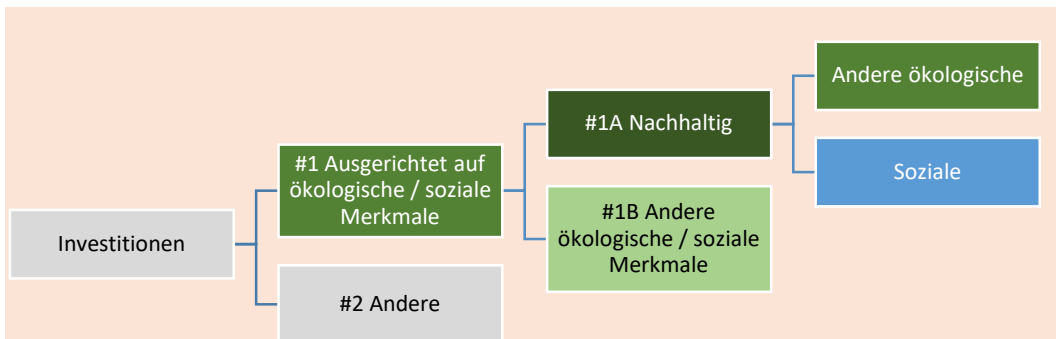 Investitionen
#1 Ausgerichtet auf
ökologische / soziale
Merkmale
#2 Andere
#1A Nachhaltig
#1B Andere
ökologische / soziale
Merkmale
Andere ökologische
Soziale